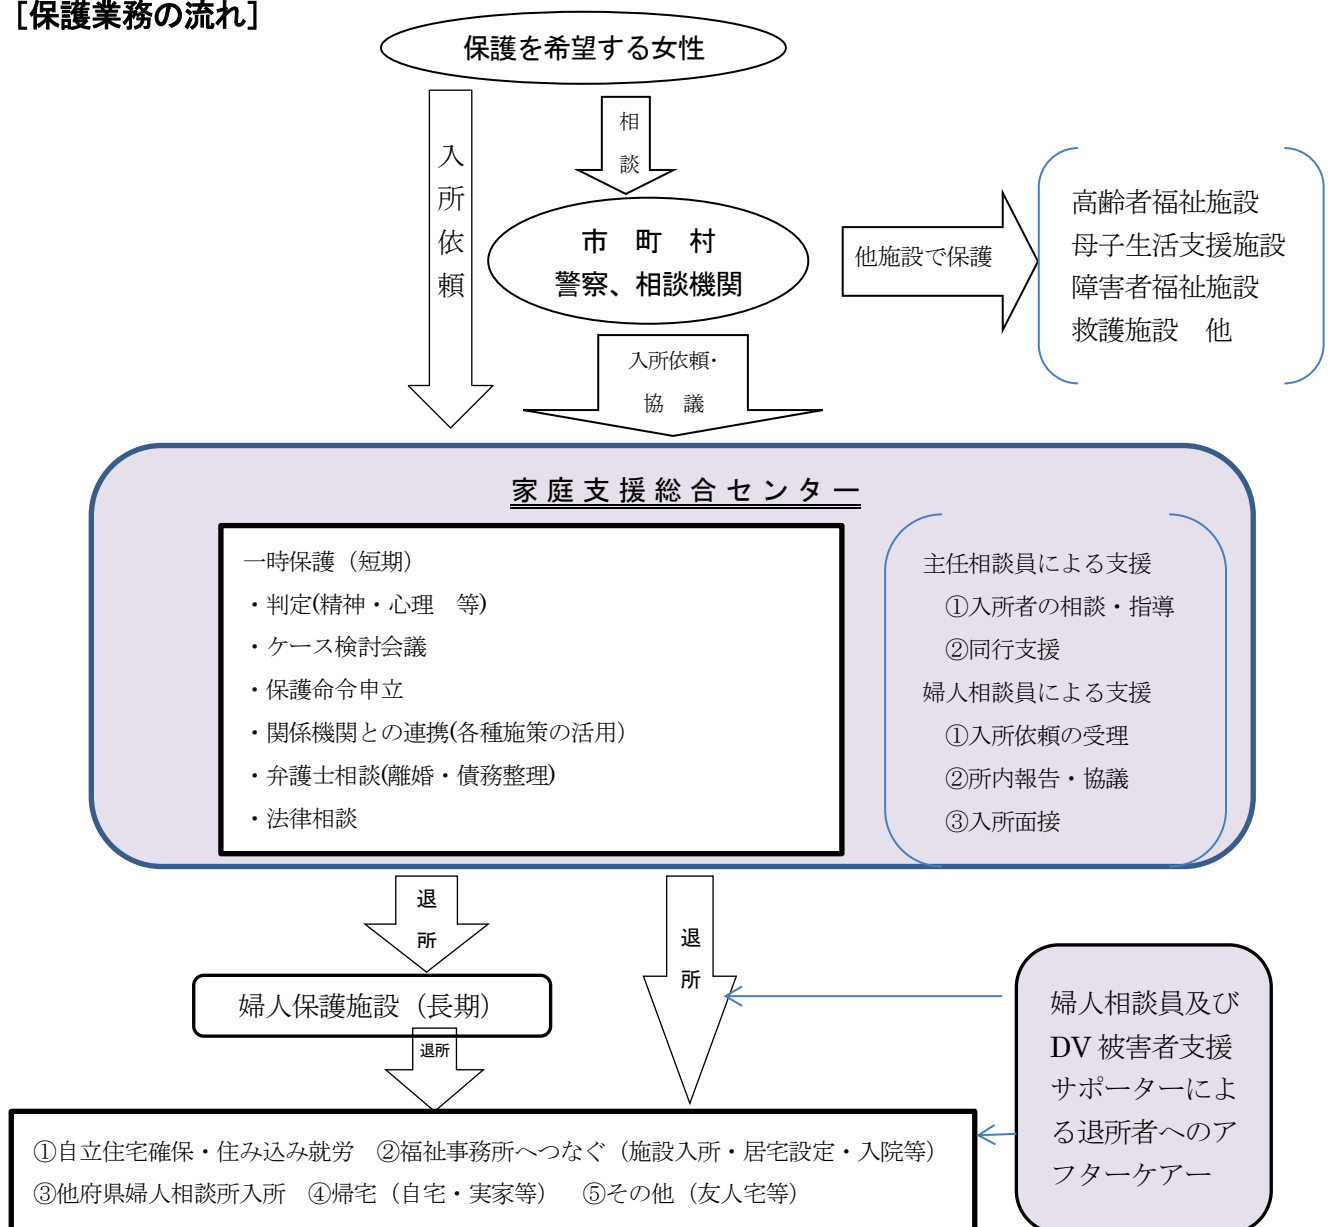 [保護業務の流れ]
保護を希望する女性
入所依頼
相談
市　町　村
警察、相談機関
他施設で保護
高齢者福祉施設
母子生活支援施設
障害者福祉施設
救護施設　他
入所依頼・
協　議
家庭支援総合センター
一時保護（短期）
・判定(精神・心理　等)
・ケース検討会議
・保護命令申立
・関係機関との連携(各種施策の活用）
・弁護士相談(離婚・債務整理)
・法律相談
主任相談員による支援
①入所者の相談・指導
②同行支援
婦人相談員による支援
①入所依頼の受理
②所内報告・協議
③入所面接
退所
退所
婦人保護施設（長期）
退所
婦人相談員及び
DV 被害者支援
サポーターによ
る退所者へのア
フターケアー
①自立住宅確保・住み込み就労　②福祉事務所へつなぐ（施設入所・居宅設定・入院等）
③他府県婦人相談所入所　④帰宅（自宅・実家等）　⑤その他（友人宅等）